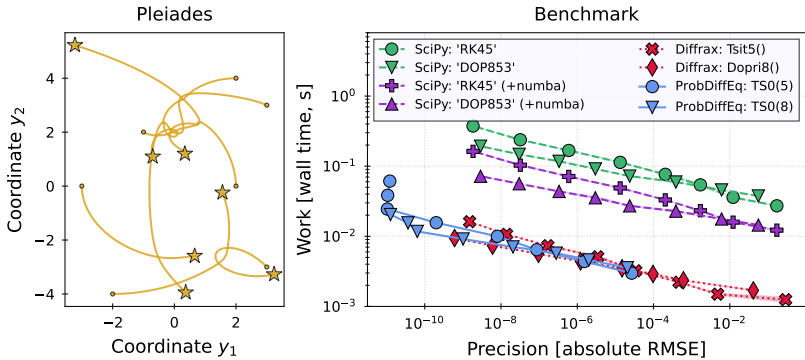 Pleiades
Coordinate y₂
4
2
0
−2
−4
−2
0
2
Coordinate y₁
Benchmark
Work [wall time, s]
10⁰
10⁻¹
10⁻²
10⁻³
SciPy: 'RK45'
SciPy: 'DOP853'
SciPy: 'RK45' (+numba)
SciPy: 'DOP853' (+numba)
Diffrax: Tsit5()
Diffrax: Dopri8()
ProbDiffEq: TS0(5)
ProbDiffEq: TS0(8)
10⁻¹⁰
10⁻⁸
10⁻⁶
10⁻⁴
10⁻²
Precision [absolute RMSE]